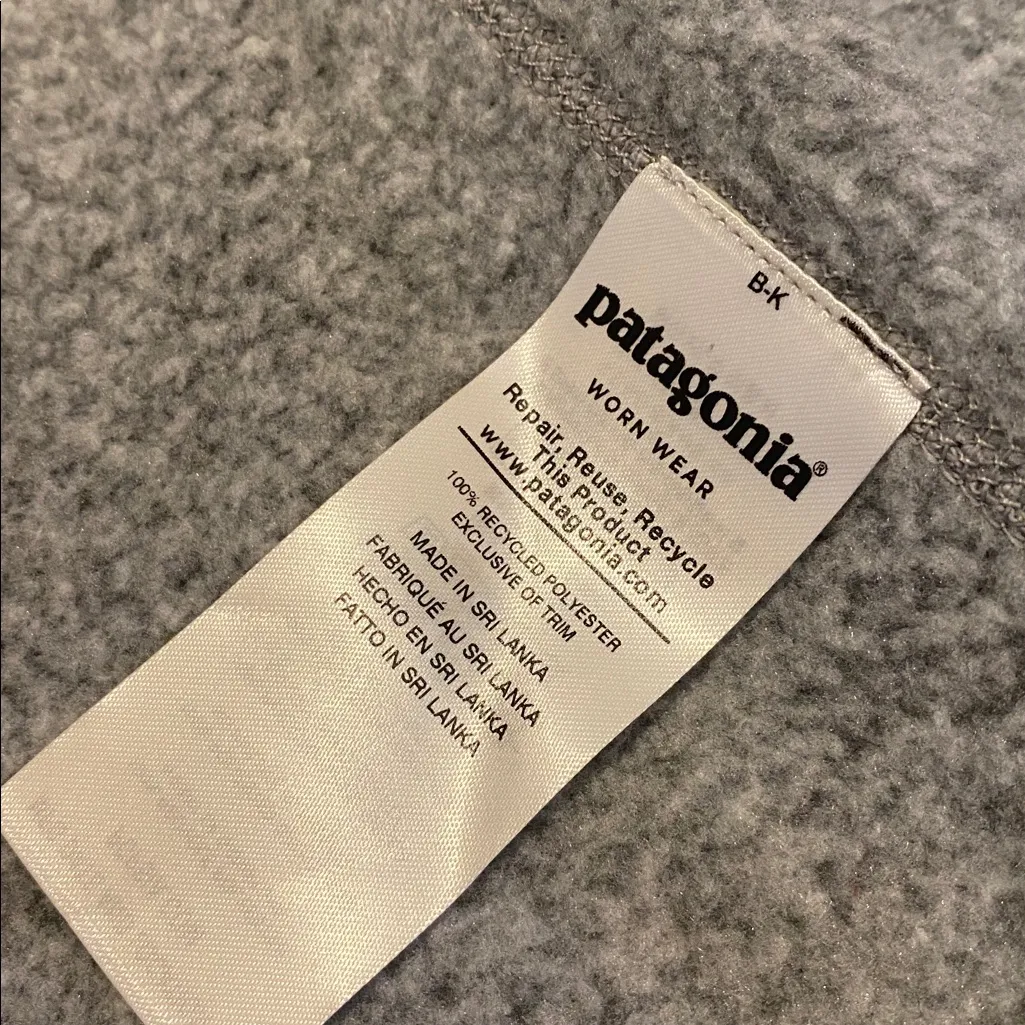 B-K
patagonia®
WORN WEAR
Repair, Reuse, Recycle
This Product
www.patagonia.com
100% RECYCLED POLYESTER
EXCLUSIVE OF TRIM
MADE IN SRI LANKA
FABRIQUÉ AU SRI LANKA
HECHO EN SRI LANKA
FATTO IN SRI LANKA